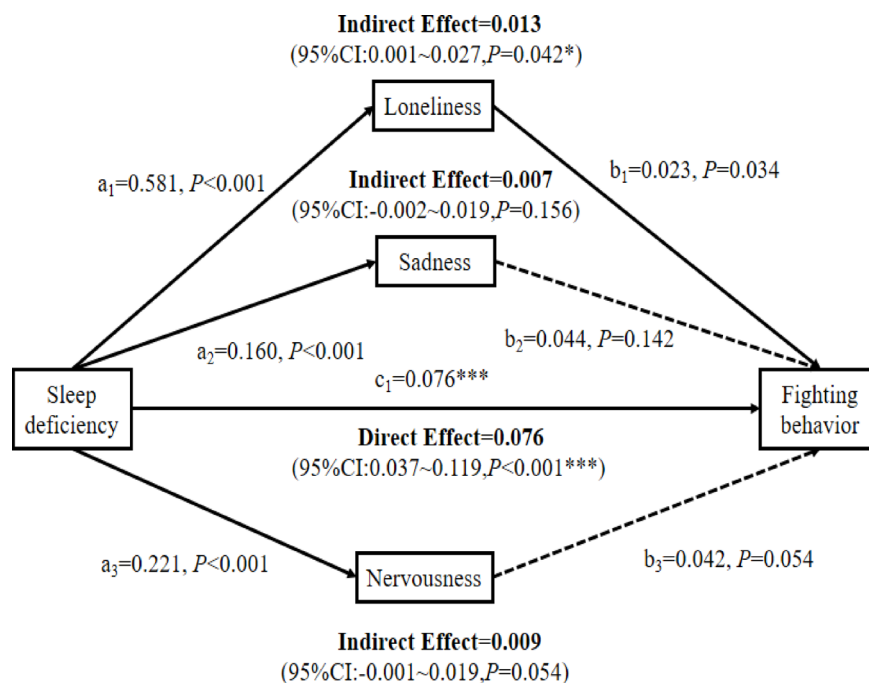 Indirect Effect=0.013
(95%CI:0.001~0.027,P=0.042*)
Loneliness
a₁=0.581, P<0.001
b₁=0.023, P=0.034
Indirect Effect=0.007
(95%CI:-0.002~0.019,P=0.156)
Sadness
a₂=0.160, P<0.001
b₂=0.044, P=0.142
c₁=0.076***
Sleep
deficiency
Fighting
behavior
Direct Effect=0.076
(95%CI:0.037~0.119,P<0.001***)
a₃=0.221, P<0.001
b₃=0.042, P=0.054
Nervousness
Indirect Effect=0.009
(95%CI:-0.001~0.019,P=0.054)